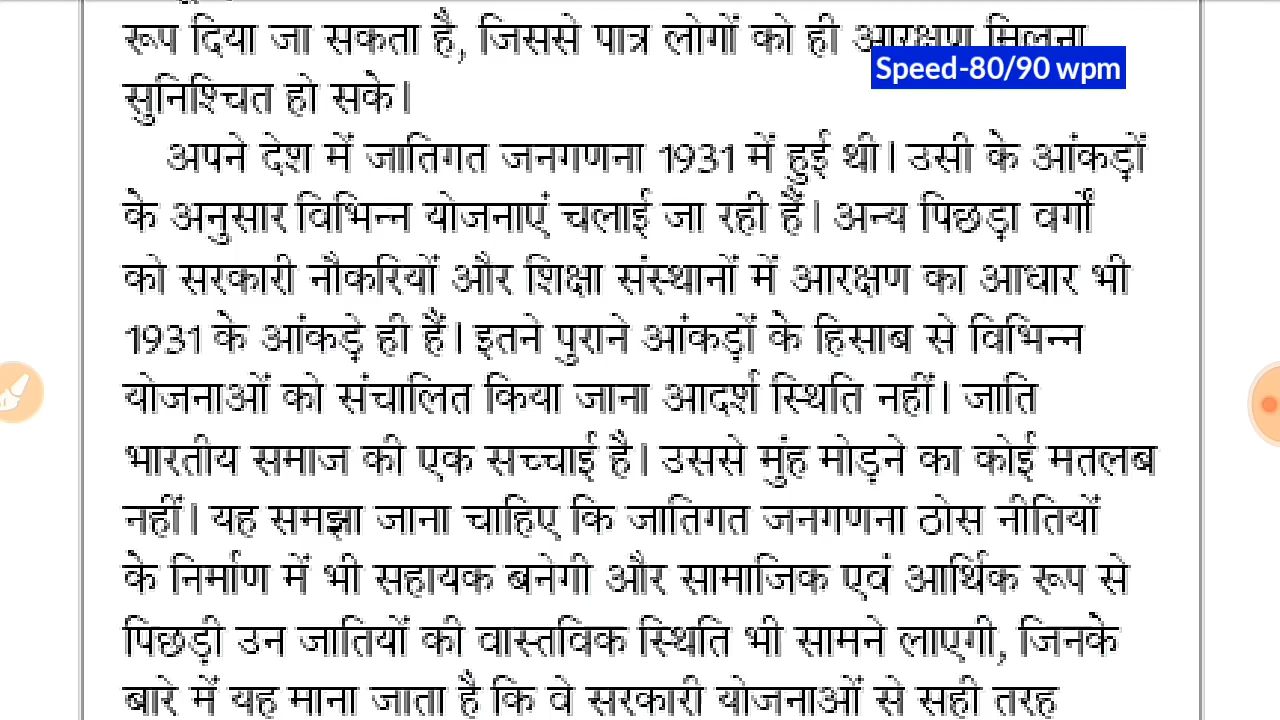 रूप दिया जा सकता है, जिससे पात्र लोगों को ही आरक्षण मिलना
Speed-80/90 wpm
सुनिश्चित हो सके।
अपने देश में जातिगत जनगणना 1931 में हुई थी। उसी के आंकड़ों
के अनुसार विभिन्न योजनाएं चलाई जा रही हैं। अन्य पिछड़ा वर्गों
को सरकारी नौकरियों और शिक्षा संस्थानों में आरक्षण का आधार भी
1931 के आंकड़े ही हैं। इतने पुराने आंकड़ों के हिसाब से विभिन्न
योजनाओं को संचालित किया जाना आदर्श स्थिति नहीं। जाति
भारतीय समाज की एक सच्चाई है। उससे मुंह मोड़ने का कोई मतलब
नहीं। यह समझा जाना चाहिए कि जातिगत जनगणना ठोस नीतियों
के निर्माण में भी सहायक बनेगी और सामाजिक एवं आर्थिक रूप से
पिछड़ी उन जातियों की वास्तविक स्थिति भी सामने लाएगी, जिनके
बारे में यह माना जाता है कि वे सरकारी योजनाओं से सही तरह